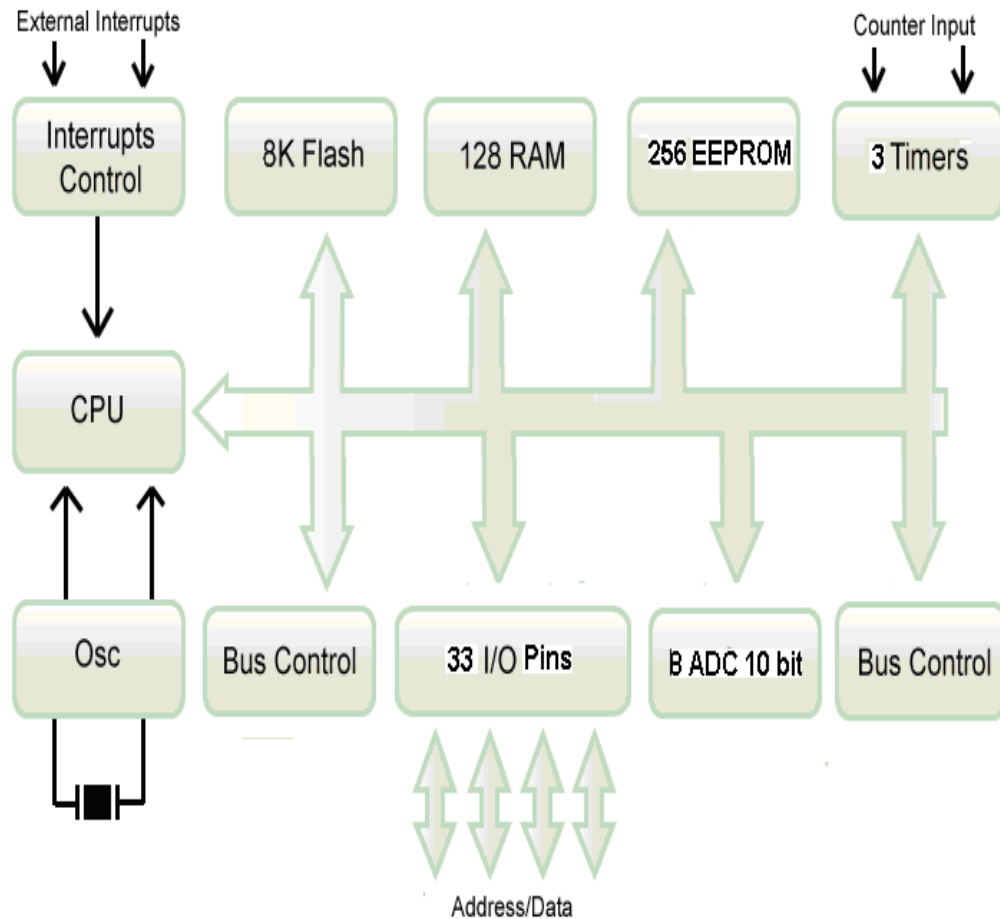 External Interrupts
Counter Input
Interrupts
Control
8K Flash
128 RAM
256 EEPROM
3 Timers
CPU
Osc
Bus Control
33 I/O Pins
8 ADC 10 bit
Bus Control
Address/Data